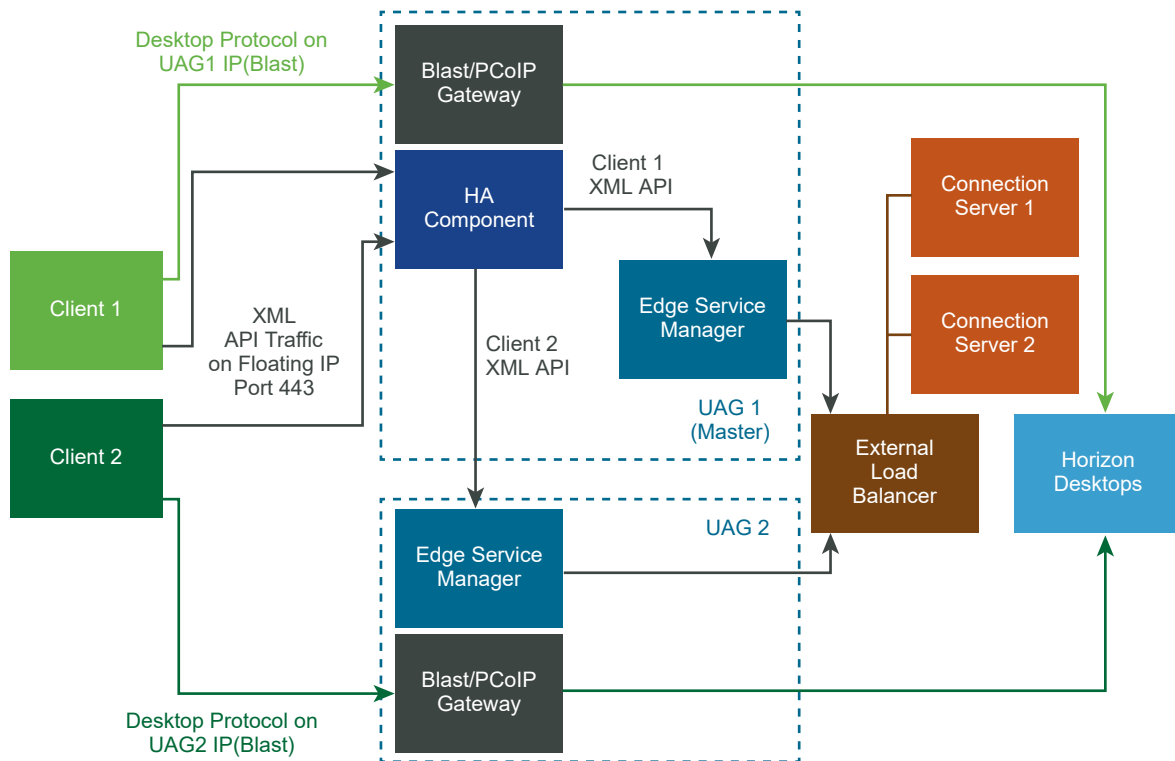 Desktop Protocol on
UAG1 IP(Blast)
Blast/PCoIP
Gateway
HA
Component
Client 1
XML API
Connection
Server 1
Client 1
XML
API Traffic
on Floating IP
Port 443
Edge Service
Manager
Connection
Server 2
Client 2
XML API
UAG 1
(Master)
Client 2
External
Load
Balancer
Horizon
Desktops
Edge Service
Manager
UAG 2
Blast/PCoIP
Gateway
Desktop Protocol on
UAG2 IP(Blast)